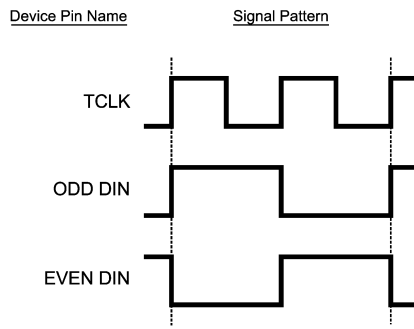 Device Pin Name Signal Pattern
TCLK
ODD DIN
EVEN DIN